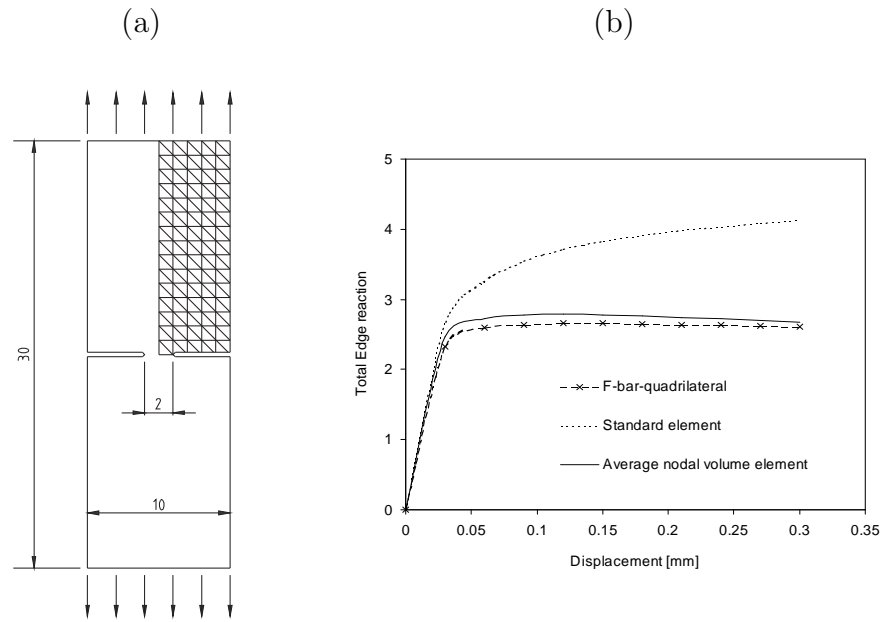 (a)
(b)
30
2
10
Total Edge reaction
5
4
3
2
1
0
0
0.05
0.1
0.15
0.2
0.25
0.3
0.35
Displacement [mm]
F-bar-quadrilateral
Standard element
Average nodal volume element